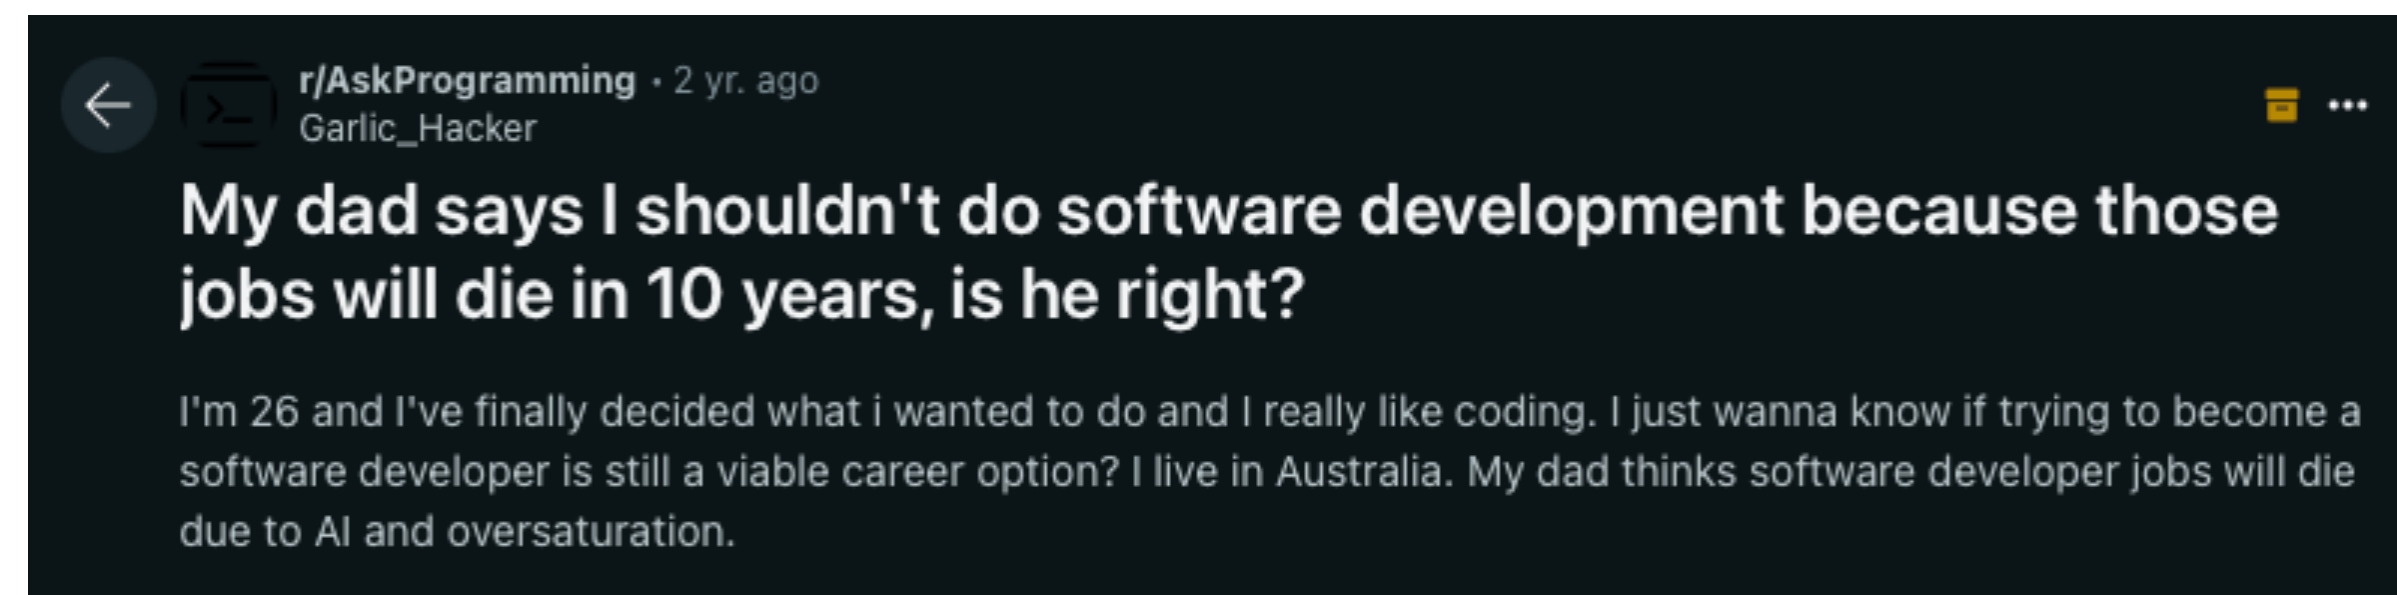 r/AskProgramming • 2 yr. ago
Garlic_Hacker
My dad says I shouldn't do software development because those
jobs will die in 10 years, is he right?
I'm 26 and I've finally decided what i wanted to do and I really like coding. I just wanna know if trying to become a
software developer is still a viable career option? I live in Australia. My dad thinks software developer jobs will die
due to AI and oversaturation.